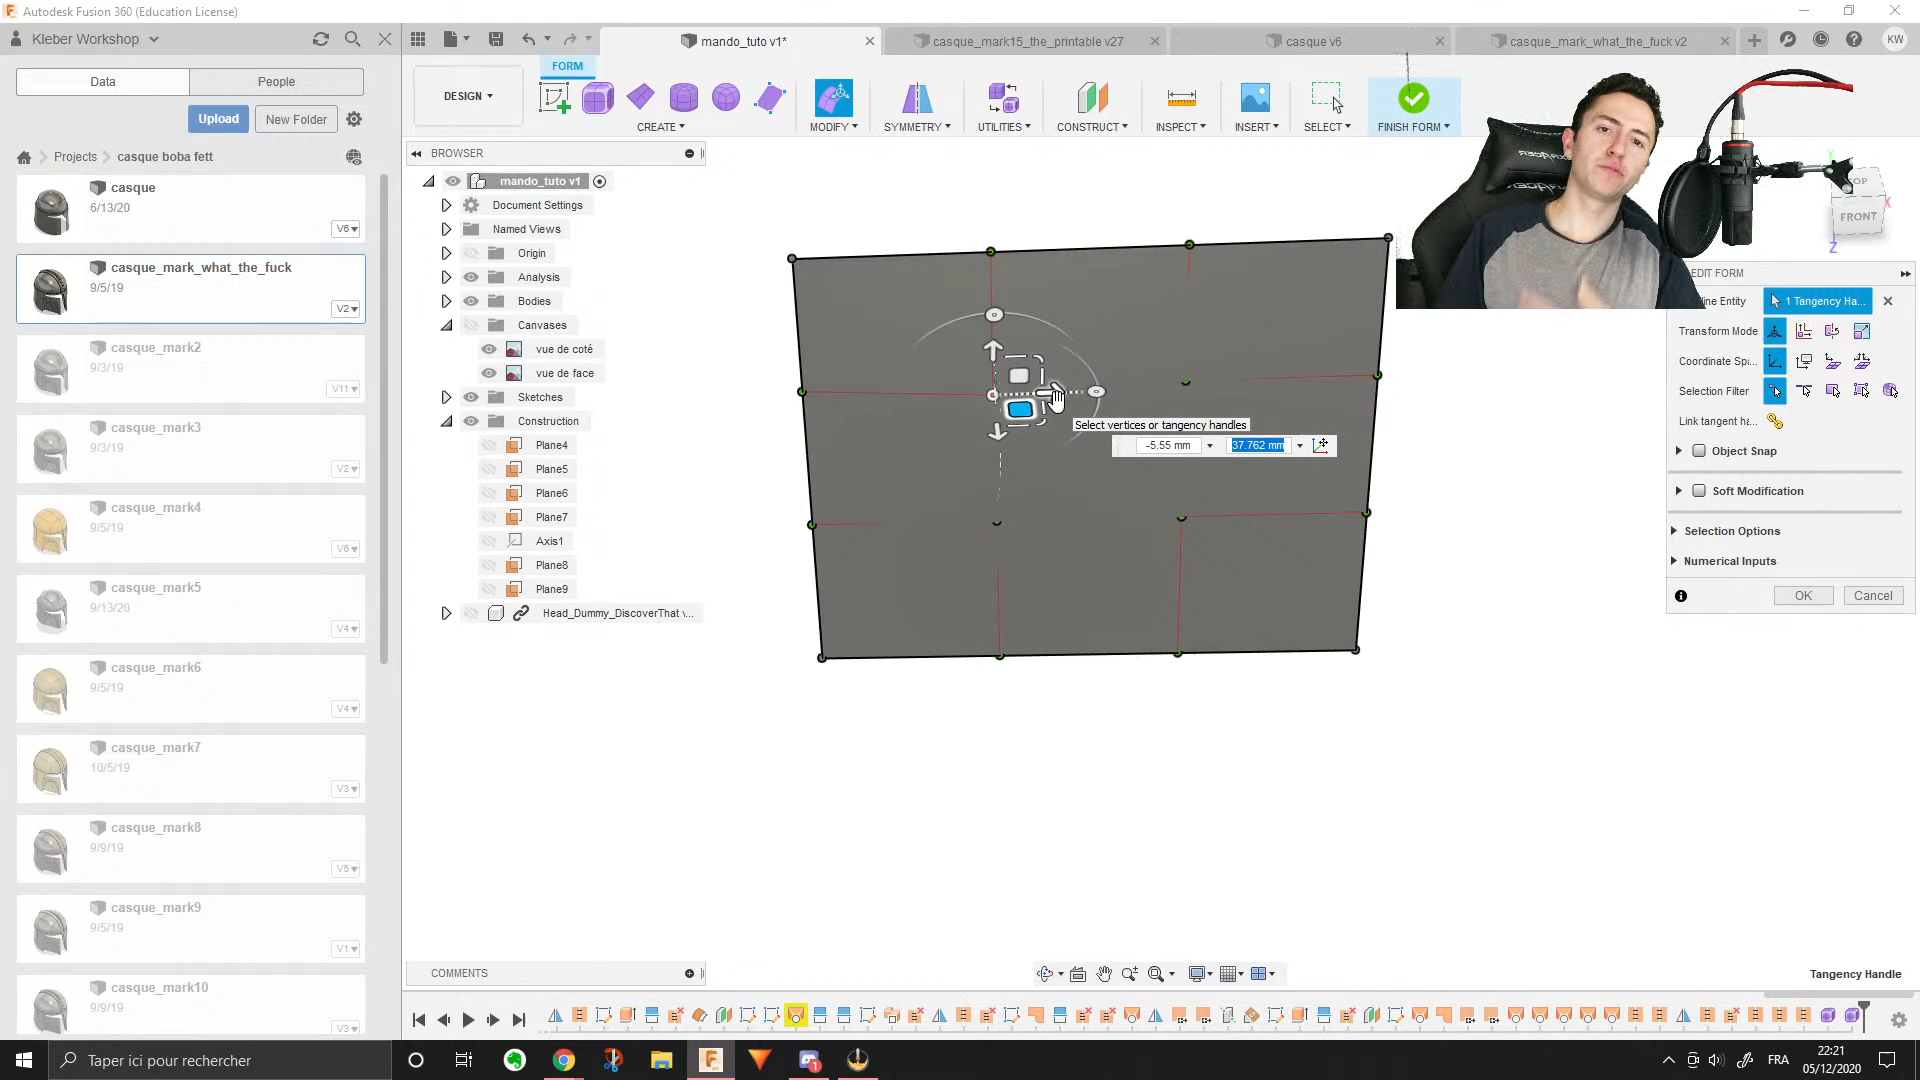 Autodesk Fusion 360 (Education License)
Kleber Workshop
mando_tuto v1*
casque_mark15_the_printable v27
casque v6
casque_mark_what_the_fuck v2
KW
Data
People
FORM
DESIGN
Upload
New Folder
CREATE
MODIFY
SYMMETRY
UTILITIES
CONSTRUCT
INSPECT
INSERT
SELECT
FINISH FORM
Projects
casque boba fett
BROWSER
casque
6/13/20
V6
casque_mark_what_the_fuck
9/5/19
V2
casque_mark2
9/3/19
V11
casque_mark3
9/3/19
V2
casque_mark4
9/5/19
V6
casque_mark5
9/13/20
V4
casque_mark6
9/5/19
V4
casque_mark7
10/5/19
V3
casque_mark8
9/9/19
V5
casque_mark9
9/5/19
V1
casque_mark10
9/9/19
V3
mando_tuto v1
Document Settings
Named Views
Origin
Analysis
Bodies
Canvases
vue de coté
vue de face
Sketches
Construction
Plane4
Plane5
Plane6
Plane7
Axis1
Plane8
Plane9
Head_Dummy_DiscoverThat v...
Select vertices or tangency handles
-5.55 mm
37.762 mm
TOP
FRONT
X
Y
Z
EDIT FORM
1 Tangency Ha...
Transform Mode
Coordinate Spa...
Selection Filter
Link tangent ha...
Object Snap
Soft Modification
Selection Options
Numerical Inputs
OK
Cancel
COMMENTS
Tangency Handle
Taper ici pour rechercher
FRA
22:21
05/12/2020